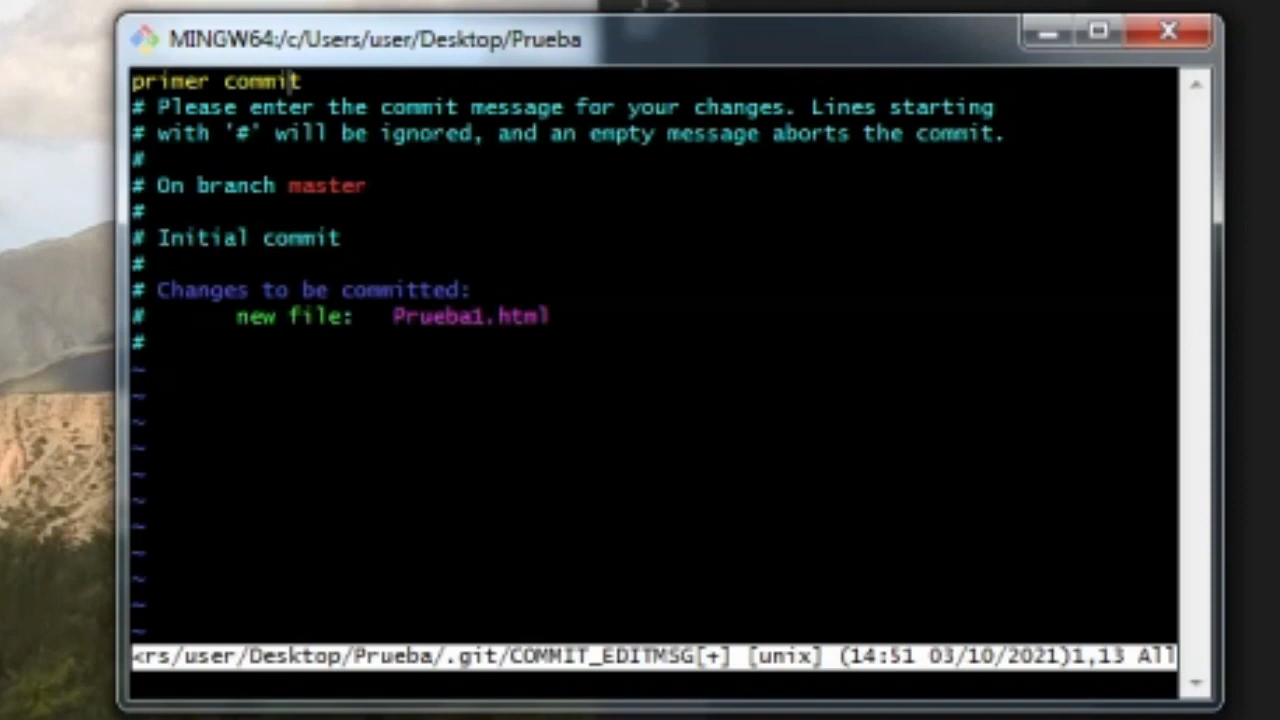 MINGW64:/c/Users/user/Desktop/Prueba
primer commit
# Please enter the commit message for your changes. Lines starting
# with '#' will be ignored, and an empty message aborts the commit.
#
# On branch master
#
# Initial commit
#
# Changes to be committed:
#       new file:   Prueba1.html
#
~
~
~
~
~
~
~
~
~
~
~
<rs/user/Desktop/Prueba/.git/COMMIT_EDITMSG[+] [unix] (14:51 03/10/2021)1,13 All